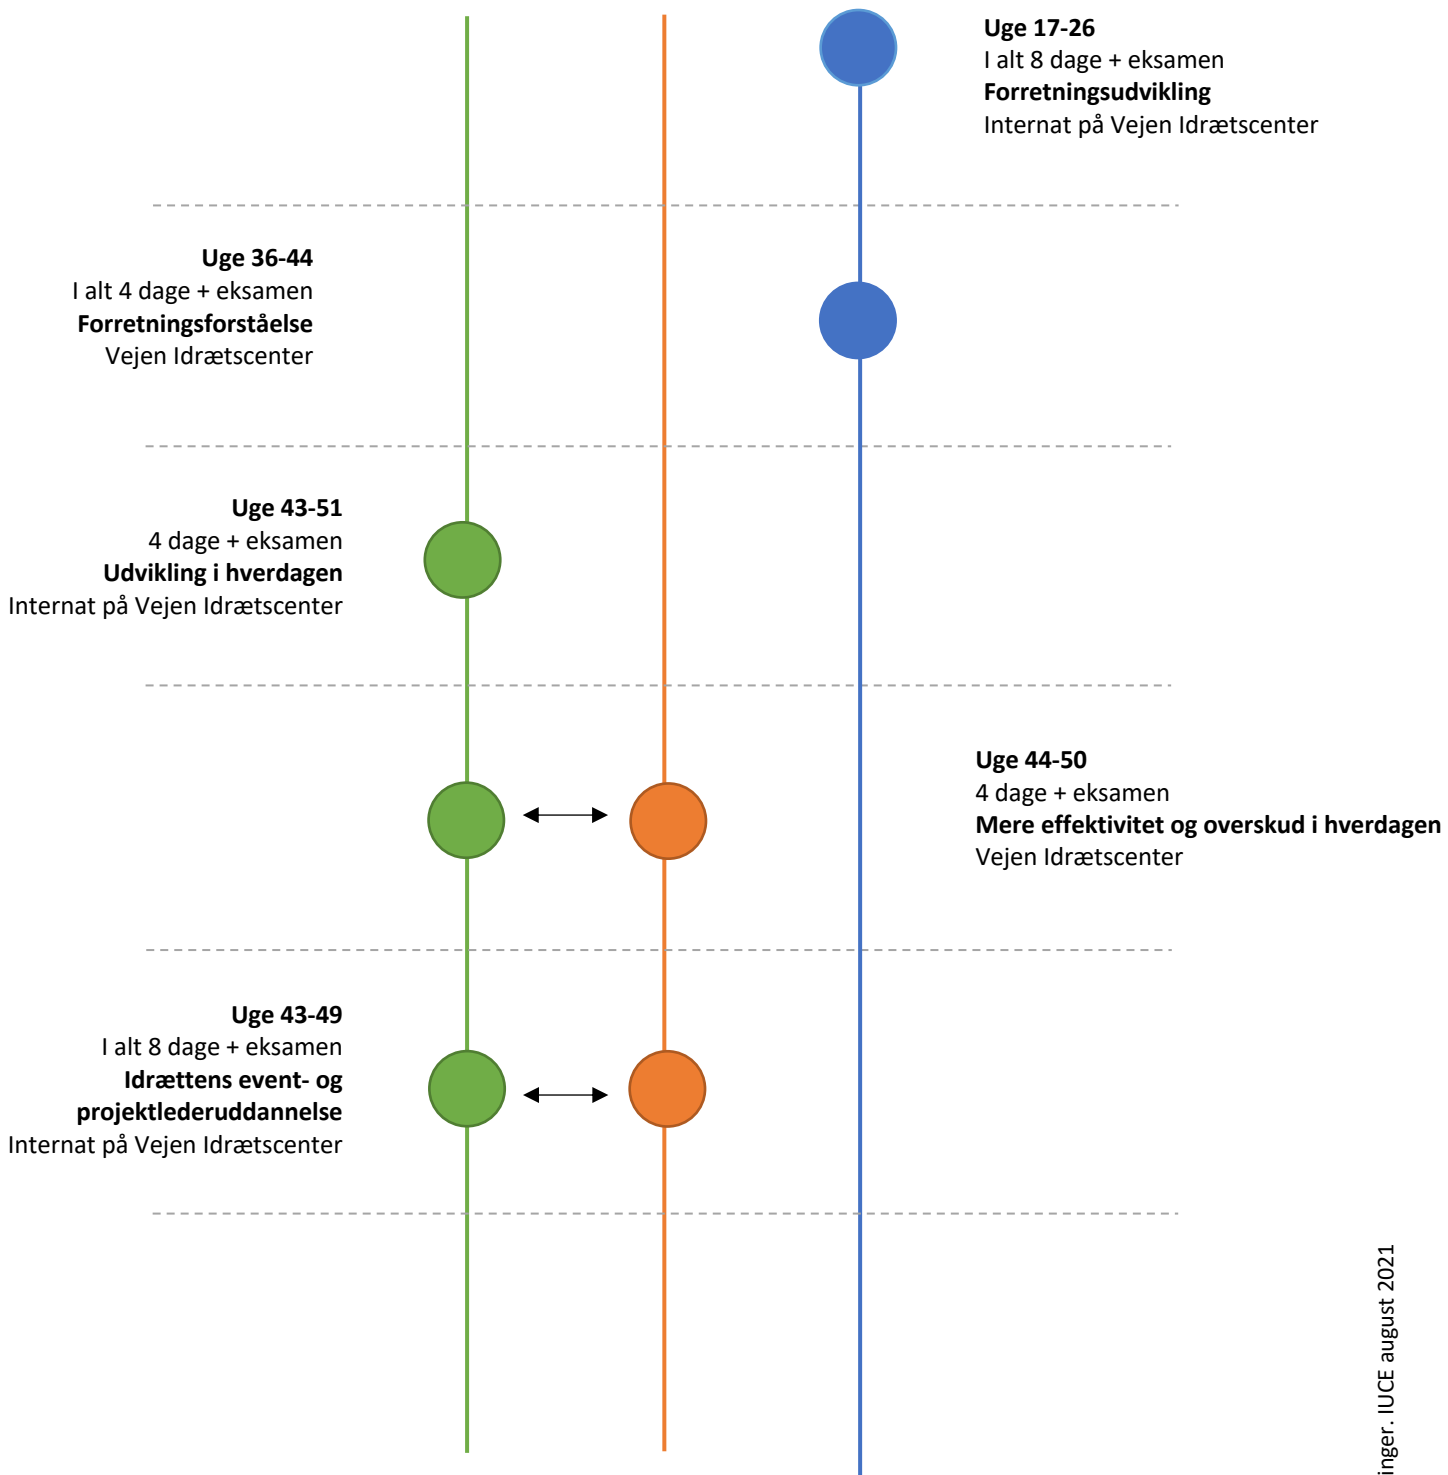 Uge 17-26
I alt 8 dage + eksamen
Forretningsudvikling
Internat på Vejen Idrætscenter
Uge 36-44
I alt 4 dage + eksamen
Forretningsforståelse
Vejen Idrætscenter
Uge 43-51
4 dage + eksamen
Udvikling i hverdagen
Internat på Vejen Idrætscenter
Uge 44-50
4 dage + eksamen
Mere effektivitet og overskud i hverdagen
Vejen Idrætscenter
Uge 43-49
I alt 8 dage + eksamen
Idrættens event- og
projektlederuddannelse
Internat på Vejen Idrætscenter
inger. IUCE august 2021